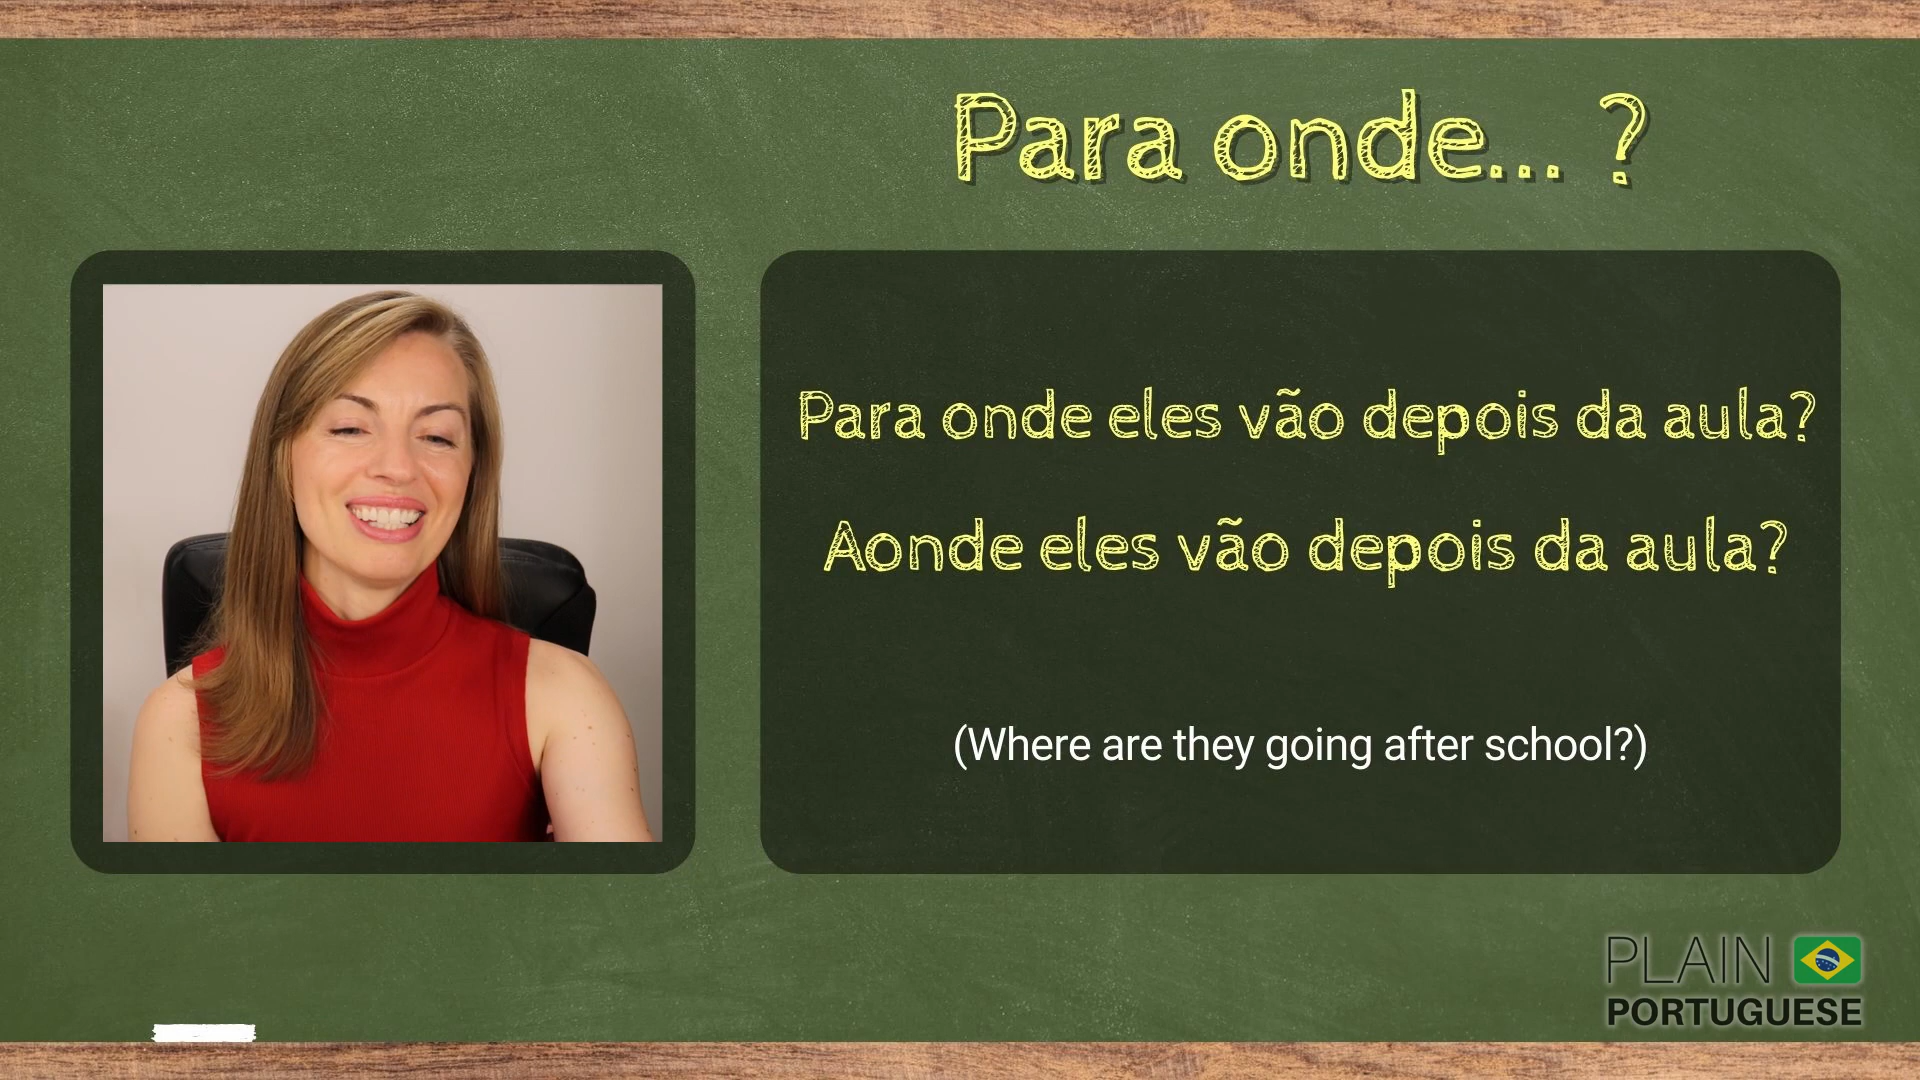 Para onde... ?
Para onde eles vão depois da aula?
Aonde eles vão depois da aula?
(Where are they going after school?)
PLAIN
PORTUGUESE